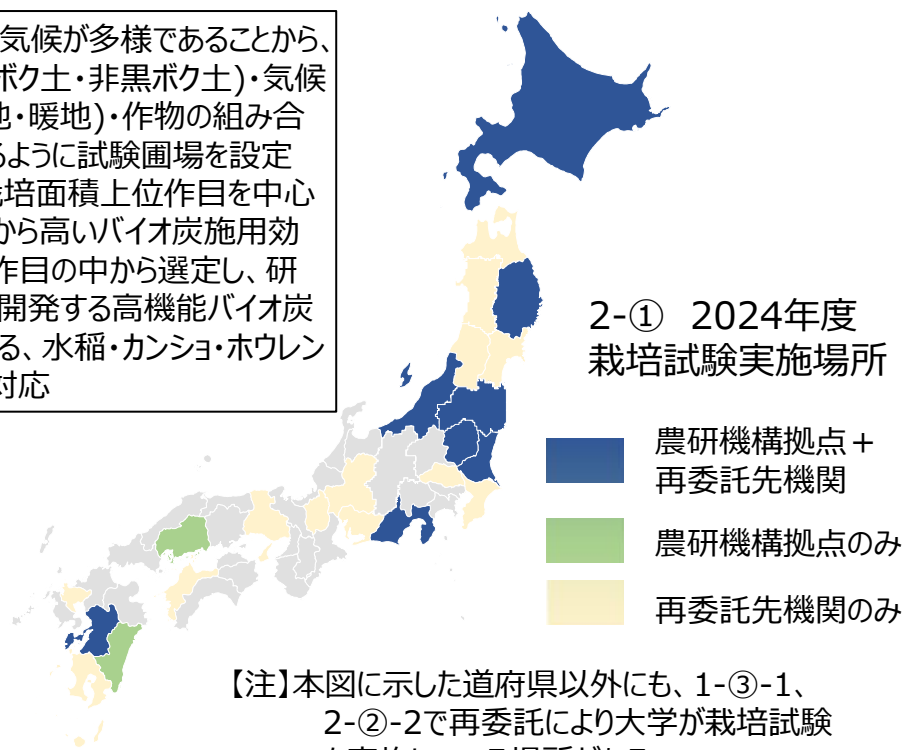 気候が多様であることから、
ボク土・非黒ボク土)・気候
地・暖地)・作物の組み合
るように試験圃場を設定
栽培面積上位作目を中心
から高いバイオ炭施用効
作目の中から選定し、研
開発する高機能バイオ炭
る、水稲・カンショ・ホウレン
対応
2-① 2024年度
栽培試験実施場所
農研機構拠点＋
再委託先機関
農研機構拠点のみ
再委託先機関のみ
【注】本図に示した道府県以外にも、1-③-1、
2-②-2で再委託により大学が栽培試験